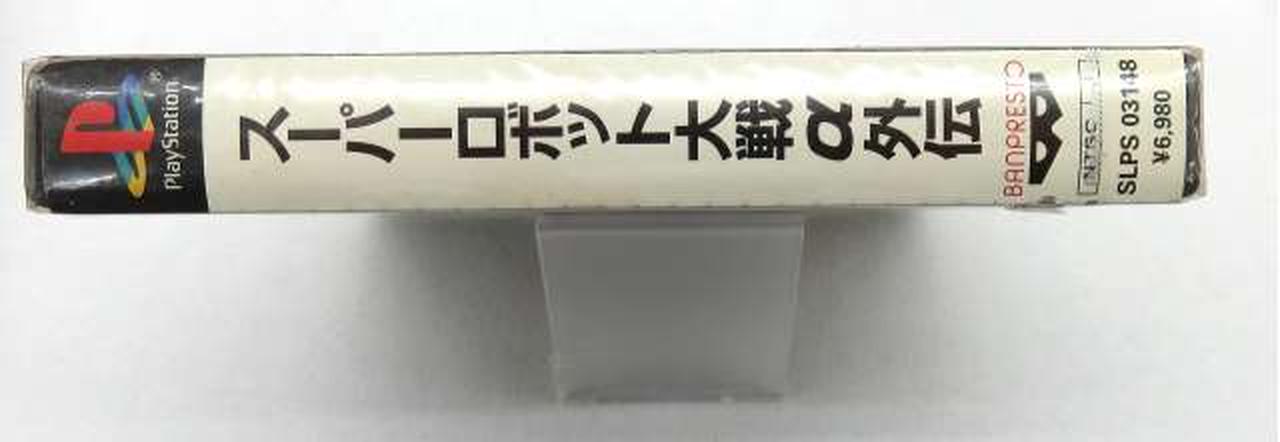 PlayStation
スーパーロボット大戦α外伝
BANPRESTO
NTSC
SLPS 03148
¥6,980